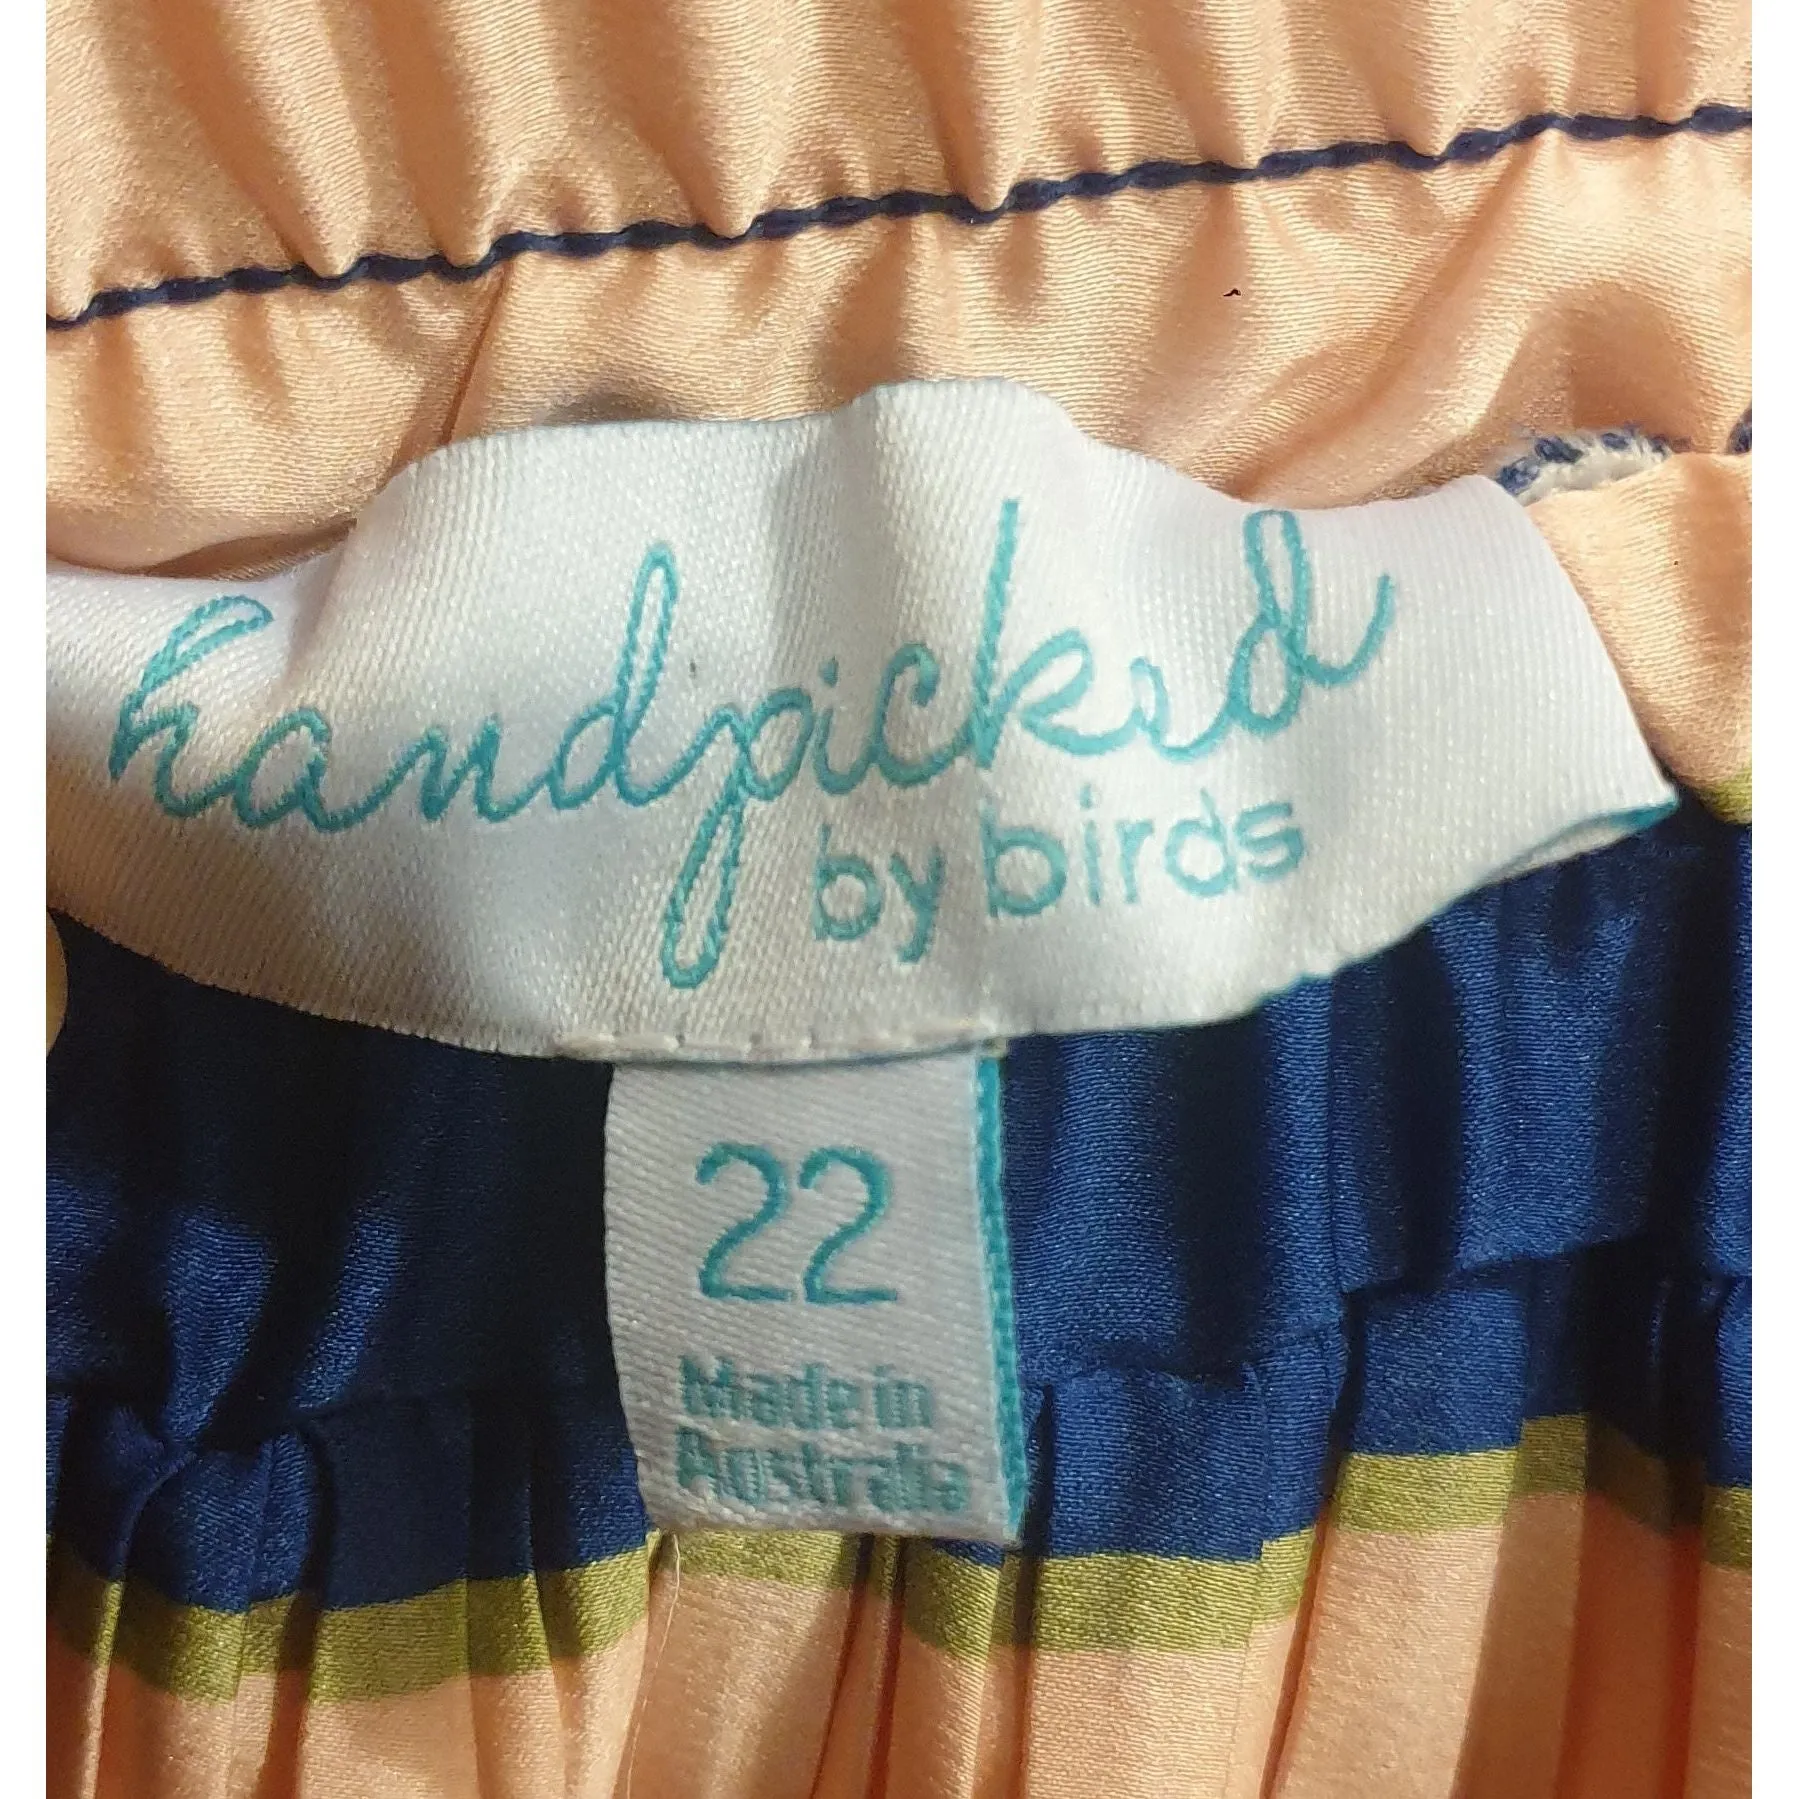 handpicked
by birds
22
Made in
Australia